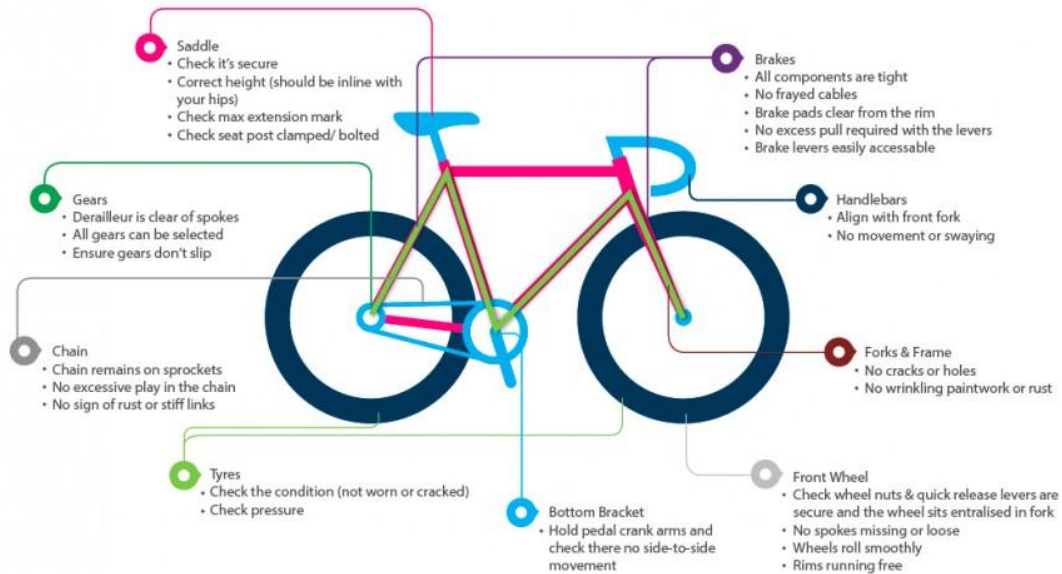 Saddle
• Check it's secure
• Correct height (should be inline with
your hips)
• Check max extension mark
• Check seat post clamped/ bolted
Brakes
• All components are tight
• No frayed cables
• Brake pads clear from the rim
• No excess pull required with the levers
• Brake levers easily accessable
Gears
• Derailleur is clear of spokes
• All gears can be selected
• Ensure gears don't slip
Handlebars
• Align with front fork
• No movement or swaying
Chain
• Chain remains on sprockets
• No excessive play in the chain
• No sign of rust or stiff links
Forks & Frame
• No cracks or holes
• No wrinkling paintwork or rust
Tyres
• Check the condition (not worn or cracked)
• Check pressure
Bottom Bracket
• Hold pedal crank arms and
check there no side-to-side
movement
Front Wheel
• Check wheel nuts & quick release levers are
secure and the wheel sits entralised in fork
• No spokes missing or loose
• Wheels roll smoothly
• Rims running free